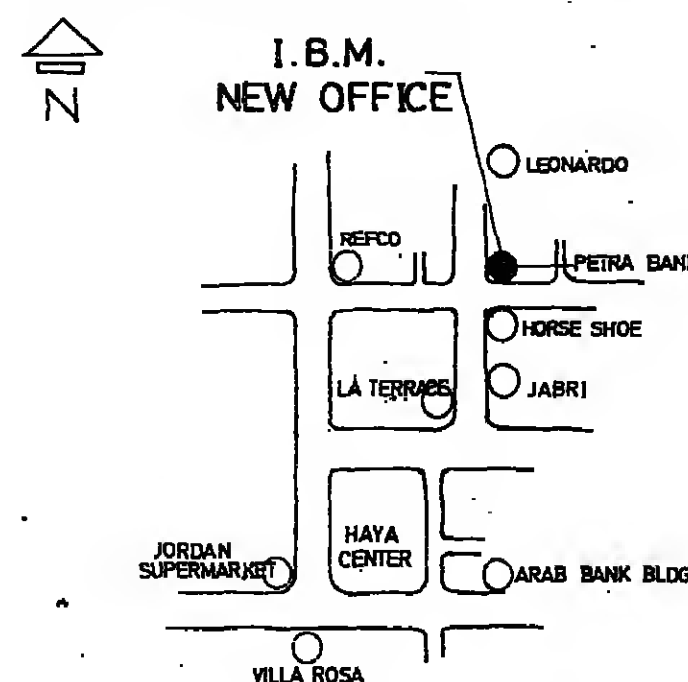 N
I.B.M.
NEW OFFICE
LEONARDO
REFCO
PETRA BANK
HORSE SHOE
LA TERRACE
JABRI
HAYA
CENTER
JORDAN
SUPERMARKET
ARAB BANK BLDG
VILLA ROSA